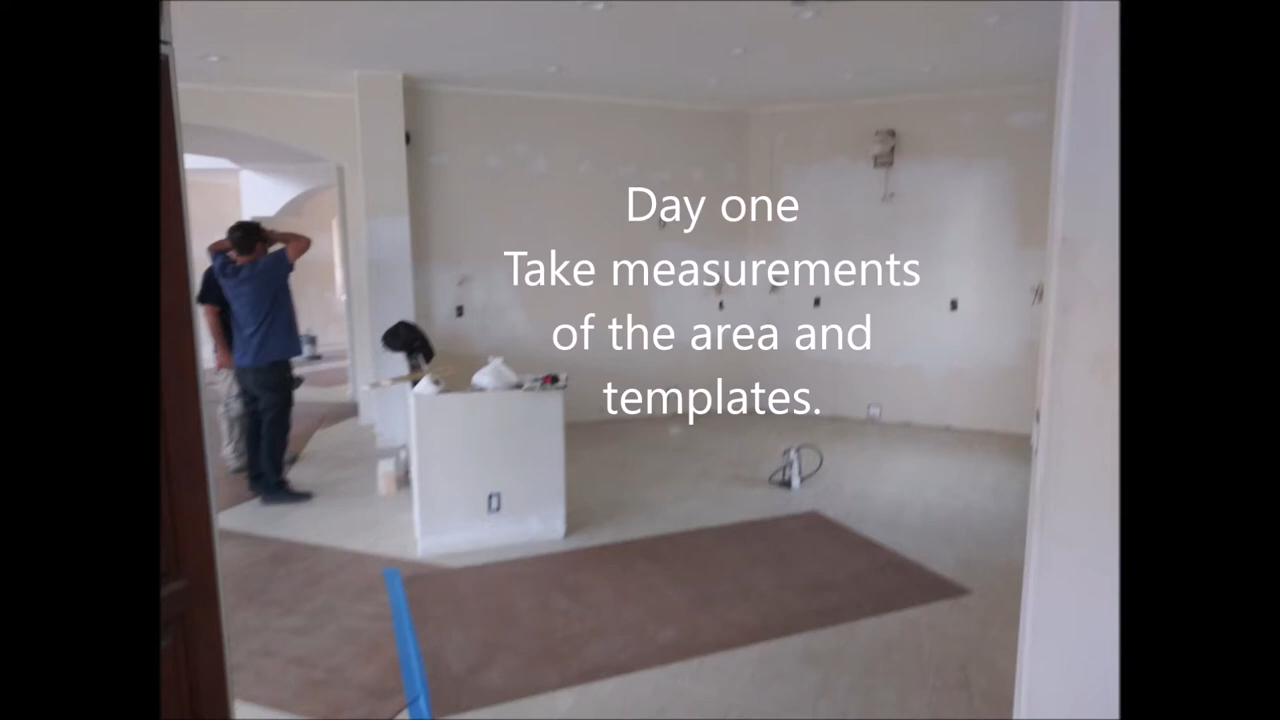 Day one
Take measurements
of the area and
templates.